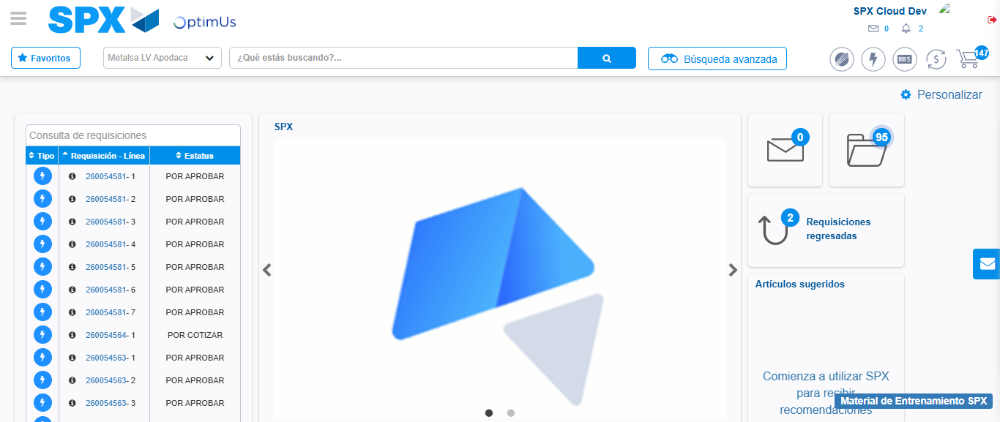 SPX
OptimUs
SPX Cloud Dev
0
2
Favoritos
Metalsa LV Apodaca
¿Qué estás buscando?...
Búsqueda avanzada
147
Personalizar
Consulta de requisiciones
Tipo Requisición - Línea Estatus
260054581- 1 POR APROBAR
260054581- 2 POR APROBAR
260054581- 3 POR APROBAR
260054581- 4 POR APROBAR
260054581- 5 POR APROBAR
260054581- 6 POR APROBAR
260054581- 7 POR APROBAR
260054564- 1 POR COTIZAR
260054563- 1 POR APROBAR
260054563- 2 POR APROBAR
260054563- 3 POR APROBAR
SPX
0
95
2
Requisiciones
regresadas
Artículos sugeridos
Comienza a utilizar SPX
para recibir
recomendaciones
Material de Entrenamiento SPX